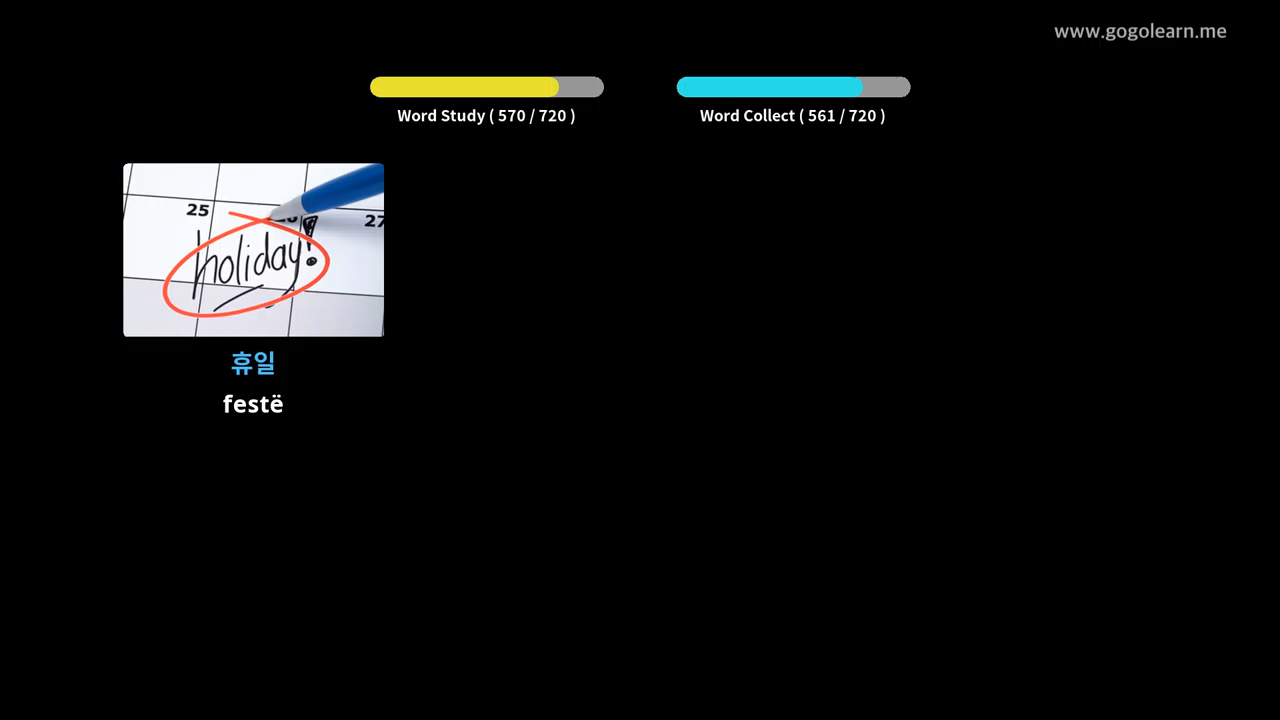 www.gogolearn.me
Word Study ( 570 / 720 )
Word Collect ( 561 / 720 )
25
27
holiday!
휴일
festë